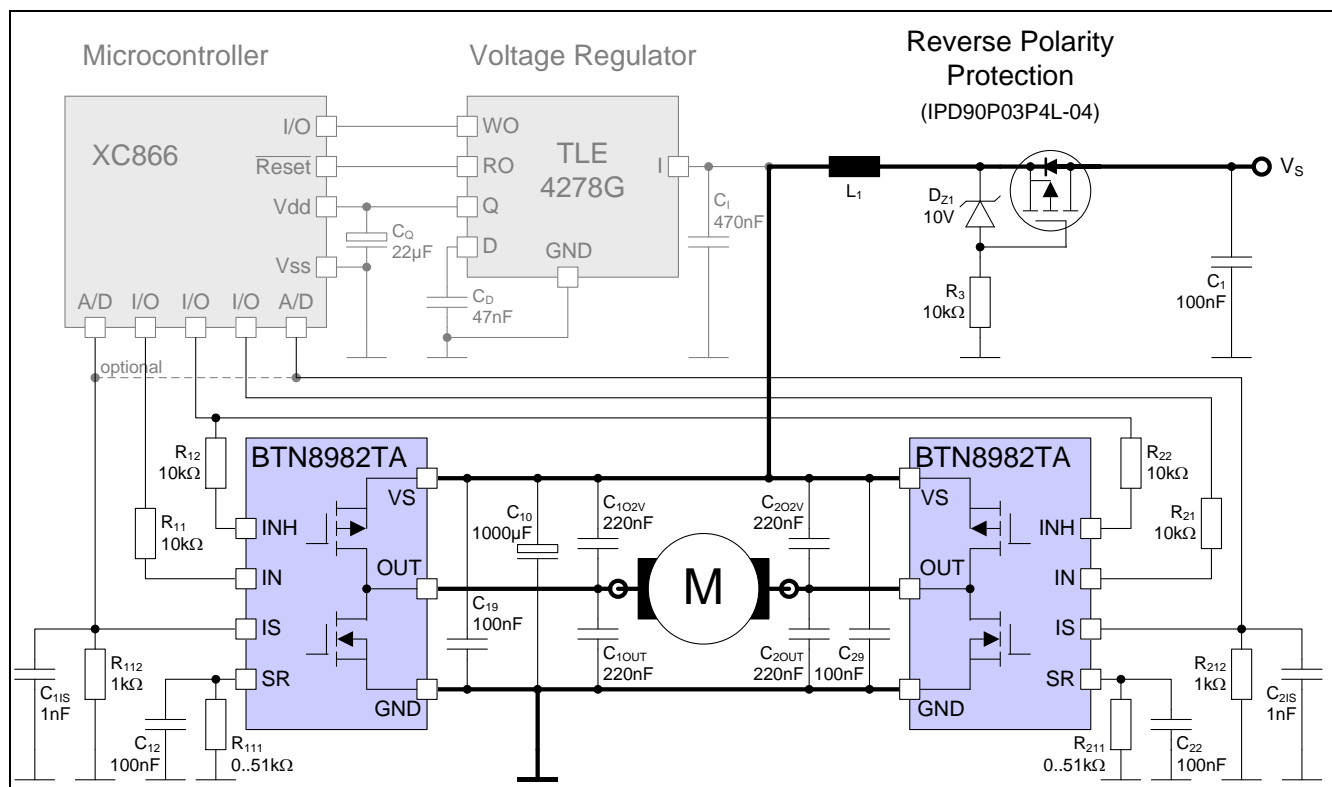 Microcontroller
Voltage Regulator
Reverse Polarity
Protection
(IPD90P03P4L-04)
XC866
I/O
Reset
Vdd
Vss
A/D
I/O
I/O
I/O
A/D
WO
RO
Q
D
TLE
4278G
I
GND
CQ
22µF
CD
47nF
CI
470nF
L1
DZ1
10V
R3
10kΩ
VS
C1
100nF
optional
R12
10kΩ
R11
10kΩ
BTN8982TA
VS
INH
OUT
IN
IS
SR
GND
C1IS
1nF
R112
1kΩ
C12
100nF
R111
0..51kΩ
C19
100nF
C10
1000µF
C1O2V
220nF
C1OUT
220nF
M
C2O2V
220nF
C2OUT
220nF
C29
100nF
BTN8982TA
VS
INH
OUT
IN
IS
SR
GND
R22
10kΩ
R21
10kΩ
R212
1kΩ
C2IS
1nF
R211
0..51kΩ
C22
100nF